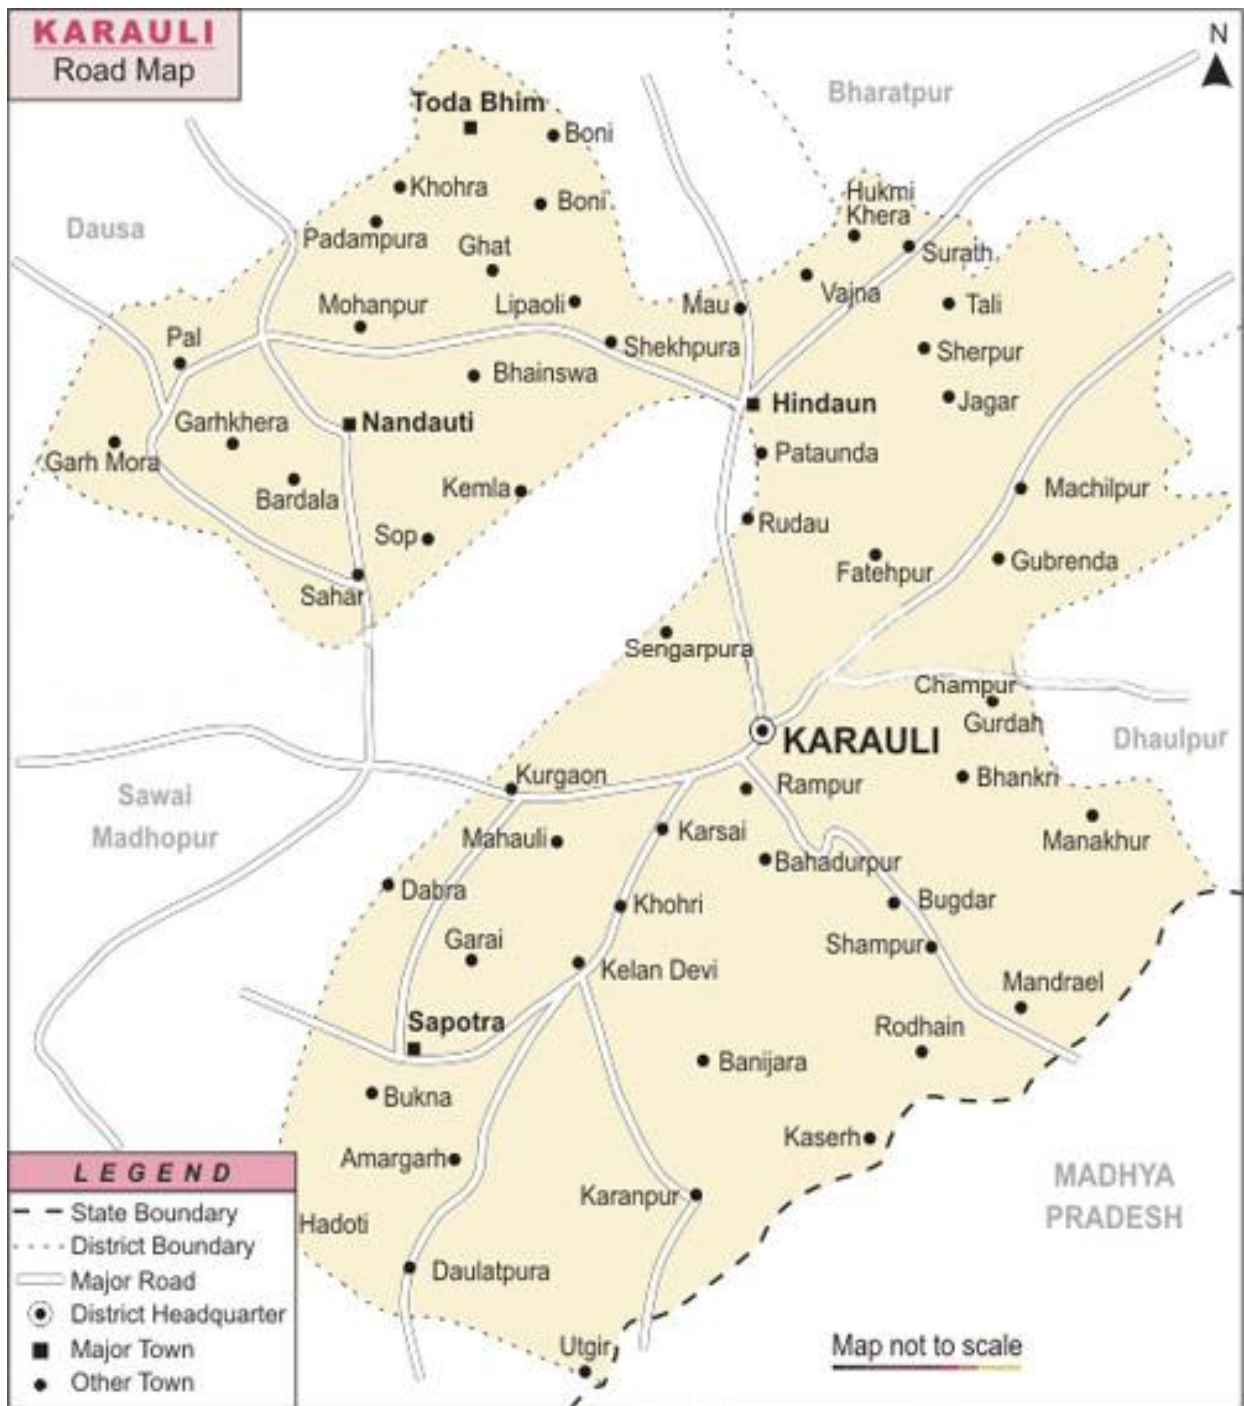 KARAULI
Road Map
N
Bharatpur
Toda Bhim
Boni
Khohra
Boni
Hukmi
Khera
Dausa
Padampura
Ghat
Surath
Vajna
Lipaoli
Mau
Tali
Mohanpur
Pal
Shekhpura
Sherpur
Bhainswa
Hindaun
Jagar
Garhkhera
Nandauti
Garh Mora
Pataunda
Bardala
Kemla
Machilpur
Sop
Rudau
Fatehpur
Gubrenda
Sahar
Sengarpura
Champur
Gurdah
KARAULI
Dhaulpur
Kurgaon
Rampur
Bhankri
Sawai
Madhopur
Mahauli
Karsai
Manakhur
Bahadurpur
Dabra
Khohri
Bugdar
Garai
Shampur
Kelan Devi
Mandrael
Sapotra
Rodhain
Banijara
Bukna
Kaserh
Amargarh
Karanpur
MADHYA
PRADESH
Hadoti
Daulatpura
Utgir
Map not to scale
LEGEND
State Boundary
District Boundary
Major Road
District Headquarter
Major Town
Other Town